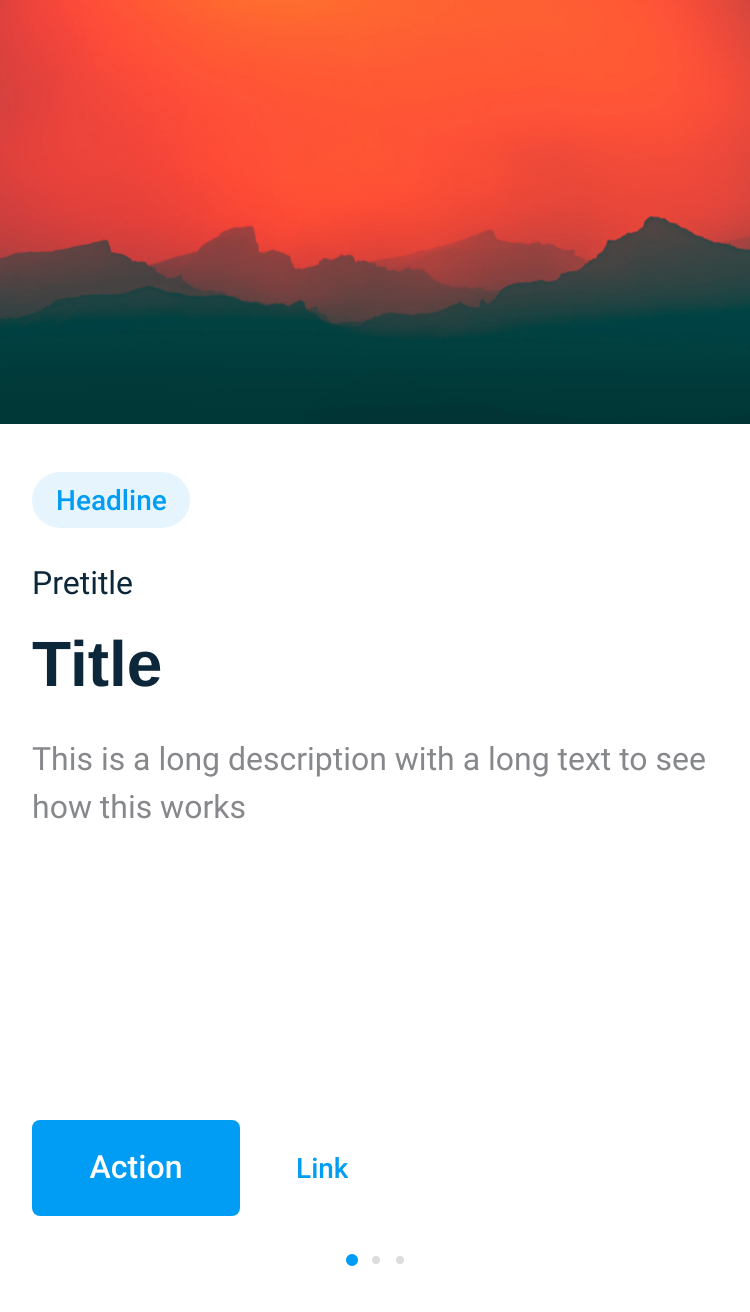 Headline
Pretitle
Title
This is a long description with a long text to see
how this works
Action
Link